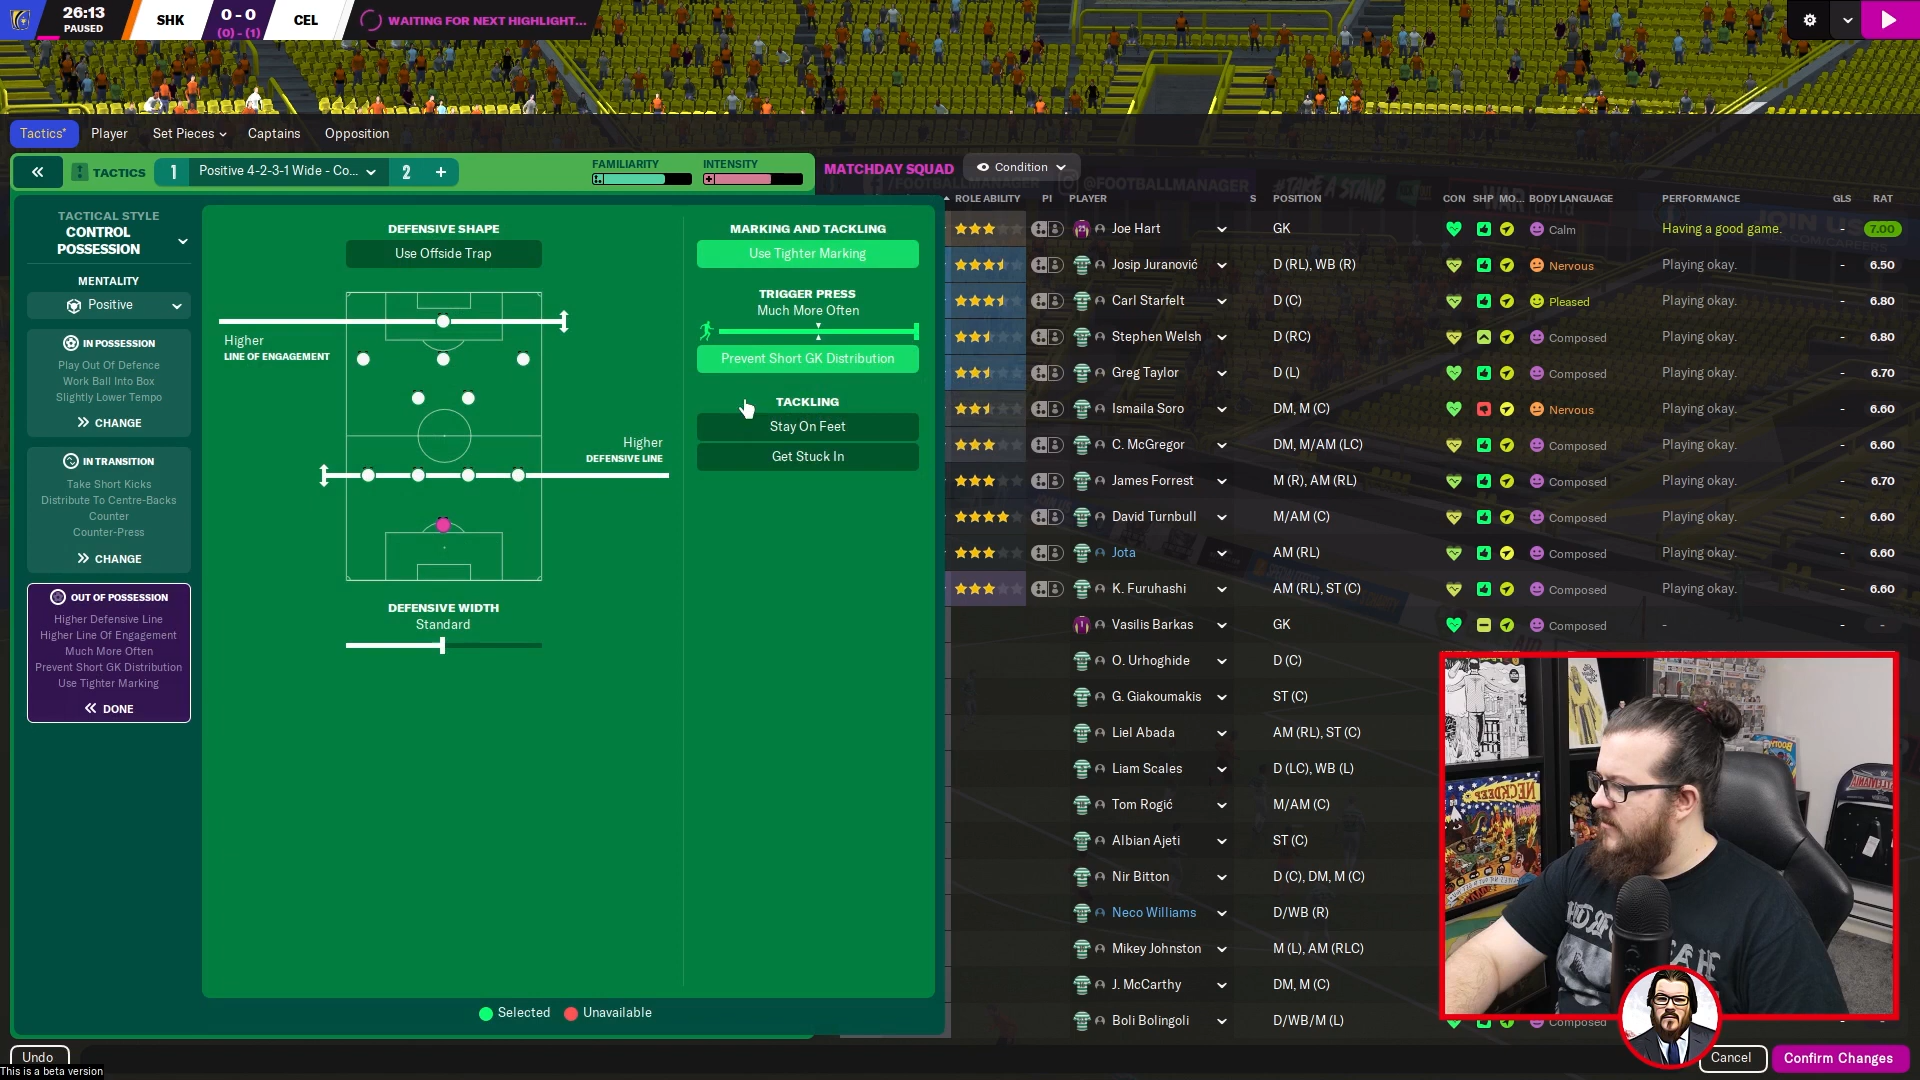 26:13
PAUSED
SHK
0 - 0
(0) - (1)
CEL
WAITING FOR NEXT HIGHLIGHT...
Tactics*
Player
Set Pieces
Captains
Opposition
TACTICS
1
Positive 4-2-3-1 Wide - Co...
2
+
FAMILIARITY
INTENSITY
MATCHDAY SQUAD
Condition
/FOOTBALLMANAGER
@FOOTBALLMANAGER
TACTICAL STYLE
CONTROL
POSSESSION
MENTALITY
Positive
IN POSSESSION
Play Out Of Defence
Work Ball Into Box
Slightly Lower Tempo
CHANGE
IN TRANSITION
Take Short Kicks
Distribute To Centre-Backs
Counter
Counter-Press
CHANGE
OUT OF POSSESSION
Higher Defensive Line
Higher Line Of Engagement
Much More Often
Prevent Short GK Distribution
Use Tighter Marking
DONE
DEFENSIVE SHAPE
Use Offside Trap
Higher
LINE OF ENGAGEMENT
Higher
DEFENSIVE LINE
DEFENSIVE WIDTH
Standard
MARKING AND TACKLING
Use Tighter Marking
TRIGGER PRESS
Much More Often
Prevent Short GK Distribution
TACKLING
Stay On Feet
Get Stuck In
Selected
Unavailable
ROLE ABILITY PI PLAYER S POSITION CON SHP MO... BODY LANGUAGE PERFORMANCE GLS RAT
Joe Hart GK Calm Having a good game. - 7.00
Josip Juranović D (RL), WB (R) Nervous Playing okay. - 6.50
Carl Starfelt D (C) Pleased Playing okay. - 6.80
Stephen Welsh D (RC) Composed Playing okay. - 6.80
Greg Taylor D (L) Composed Playing okay. - 6.70
Ismaila Soro DM, M (C) Nervous Playing okay. - 6.60
C. McGregor DM, M/AM (LC) Composed Playing okay. - 6.60
James Forrest M (R), AM (RL) Composed Playing okay. - 6.70
David Turnbull M/AM (C) Composed Playing okay. - 6.60
Jota AM (RL) Composed Playing okay. - 6.60
K. Furuhashi AM (RL), ST (C) Composed Playing okay. - 6.60
Vasilis Barkas GK Composed - - -
O. Urhoghide D (C)
G. Giakoumakis ST (C)
Liel Abada AM (RL), ST (C)
Liam Scales D (LC), WB (L)
Tom Rogić M/AM (C)
Albian Ajeti ST (C)
Nir Bitton D (C), DM, M (C)
Neco Williams D/WB (R)
Mikey Johnston M (L), AM (RLC)
J. McCarthy DM, M (C)
Boli Bolingoli D/WB/M (L) Composed
NECKDEEP
Undo
This is a beta version
Cancel
Confirm Changes